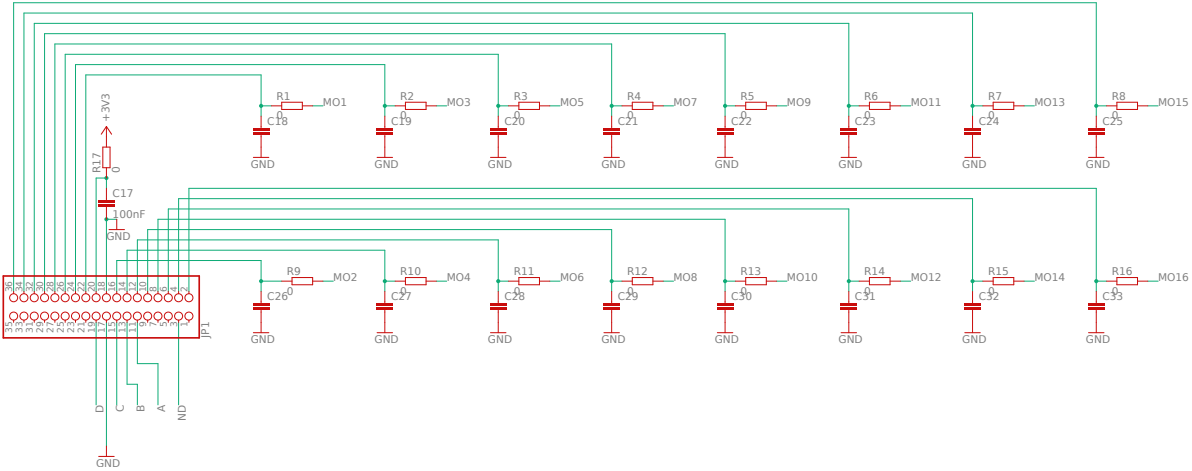 R1
MO1
0
C18
GND
R2
MO3
0
C19
GND
R3
MO5
0
C20
GND
R4
MO7
0
C21
GND
R5
MO9
0
C22
GND
R6
MO11
0
C23
GND
R7
MO13
0
C24
GND
R8
MO15
0
C25
GND
+3V3
R17
0
C17
100nF
GND
R9
MO2
0
C26
GND
R10
MO4
0
C27
GND
R11
MO6
0
C28
GND
R12
MO8
0
C29
GND
R13
MO10
0
C30
GND
R14
MO12
0
C31
GND
R15
MO14
0
C32
GND
R16
MO16
0
C33
GND
36 34 32 30 28 26 24 22 20 18 16 14 12 10 8 6 4 2
35 33 31 29 27 25 23 21 19 17 15 13 11 9 7 5 3 1
JP1
D
C
B
A
ND
GND